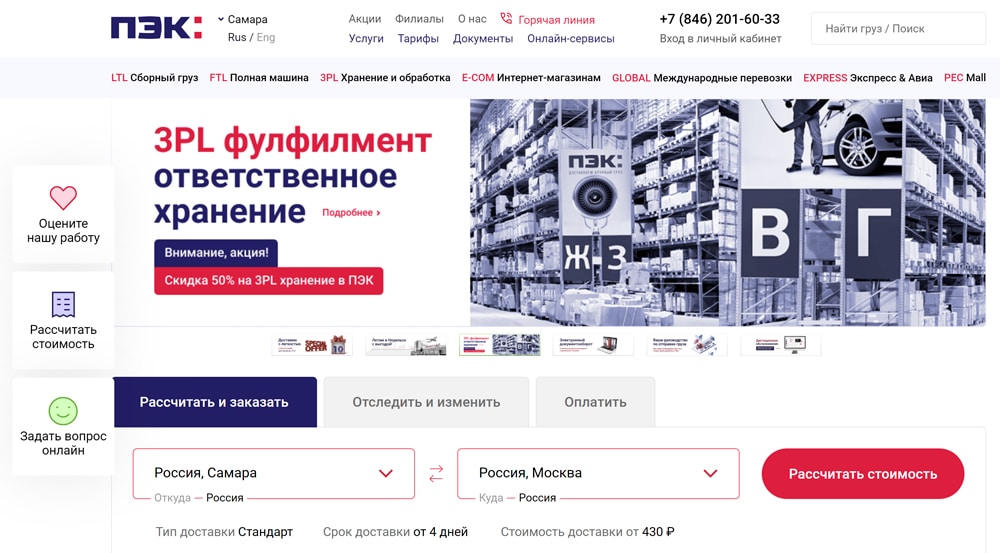 ПЭК:
Самара
Rus / Eng
Акции Филиалы О нас Горячая линия
Услуги Тарифы Документы Онлайн-сервисы
+7 (846) 201-60-33
Вход в личный кабинет
Найти груз / Поиск
LTL Сборный груз FTL Полная машина 3PL Хранение и обработка E-COM Интернет-магазинам GLOBAL Международные перевозки EXPRESS Экспресс & Авиа PEC Mall
3PL фулфилмент
ответственное
хранение Подробнее >
Внимание, акция!
Скидка 50% на 3PL хранение в ПЭК
ПЭК:
Ж-З
В Г
Оцените
нашу работу
Рассчитать
стоимость
Задать вопрос
онлайн
Рассчитать и заказать Отследить и изменить Оплатить
Россия, Самара
Откуда — Россия
Россия, Москва
Куда — Россия
Рассчитать стоимость
Тип доставки Стандарт Срок доставки от 4 дней Стоимость доставки от 430 ₽